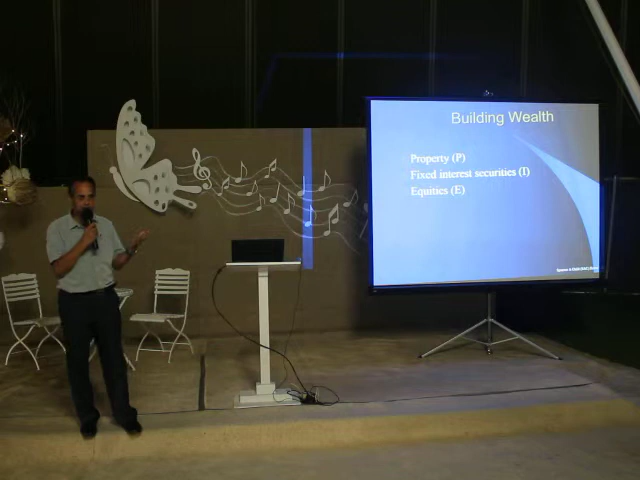 Building Wealth
Property (P)
Fixed interest securities (I)
Equities (E)